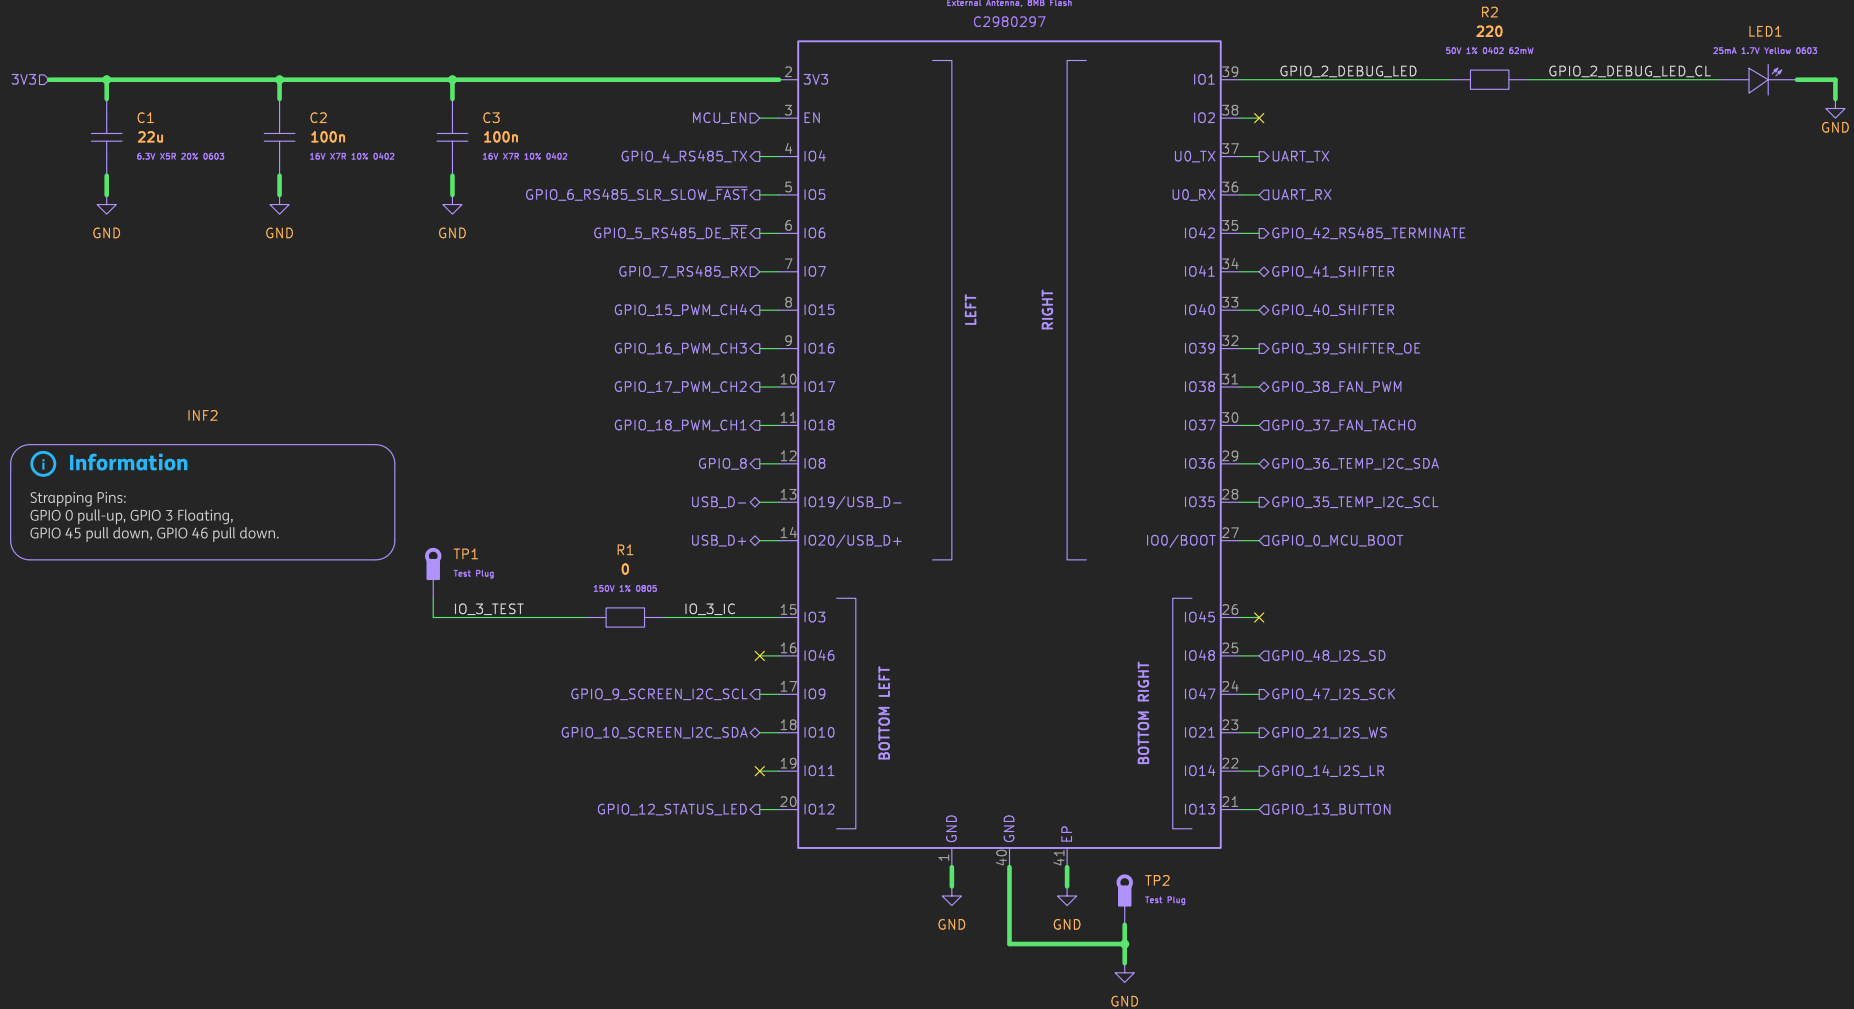 External Antenna, 8MB Flash
C2980297
3V3
C1
22u
6.3V X5R 20% 0603
GND
C2
100n
16V X7R 10% 0402
GND
C3
100n
16V X7R 10% 0402
GND
R2
220
50V 1% 0402 62mW
LED1
25mA 1.7V Yellow 0603
GPIO_2_DEBUG_LED
GPIO_2_DEBUG_LED_CL
GND
2 3V3
MCU_EN 3 EN
GPIO_4_RS485_TX 4 IO4
GPIO_6_RS485_SLR_SLOW_FAST 5 IO5
GPIO_5_RS485_DE_RE 6 IO6
GPIO_7_RS485_RX 7 IO7
GPIO_15_PWM_CH4 8 IO15
GPIO_16_PWM_CH3 9 IO16
GPIO_17_PWM_CH2 10 IO17
GPIO_18_PWM_CH1 11 IO18
GPIO_8 12 IO8
USB_D- 13 IO19/USB_D-
USB_D+ 14 IO20/USB_D+
LEFT
RIGHT
IO1 39
IO2 38
U0_TX 37 UART_TX
U0_RX 36 UART_RX
IO42 35 GPIO_42_RS485_TERMINATE
IO41 34 GPIO_41_SHIFTER
IO40 33 GPIO_40_SHIFTER
IO39 32 GPIO_39_SHIFTER_OE
IO38 31 GPIO_38_FAN_PWM
IO37 30 GPIO_37_FAN_TACHO
IO36 29 GPIO_36_TEMP_I2C_SDA
IO35 28 GPIO_35_TEMP_I2C_SCL
IO0/BOOT 27 GPIO_0_MCU_BOOT
INF2
Information
Strapping Pins:
GPIO 0 pull-up, GPIO 3 Floating,
GPIO 45 pull down, GPIO 46 pull down.
TP1
Test Plug
R1
0
150V 1% 0805
IO_3_TEST
IO_3_IC
15 IO3
16 IO46
GPIO_9_SCREEN_I2C_SCL 17 IO9
GPIO_10_SCREEN_I2C_SDA 18 IO10
19 IO11
GPIO_12_STATUS_LED 20 IO12
BOTTOM LEFT
BOTTOM RIGHT
IO45 26
IO48 25 GPIO_48_I2S_SD
IO47 24 GPIO_47_I2S_SCK
IO21 23 GPIO_21_I2S_WS
IO14 22 GPIO_14_I2S_LR
IO13 21 GPIO_13_BUTTON
GND
GND
EP
1
40
41
GND
GND
TP2
Test Plug
GND